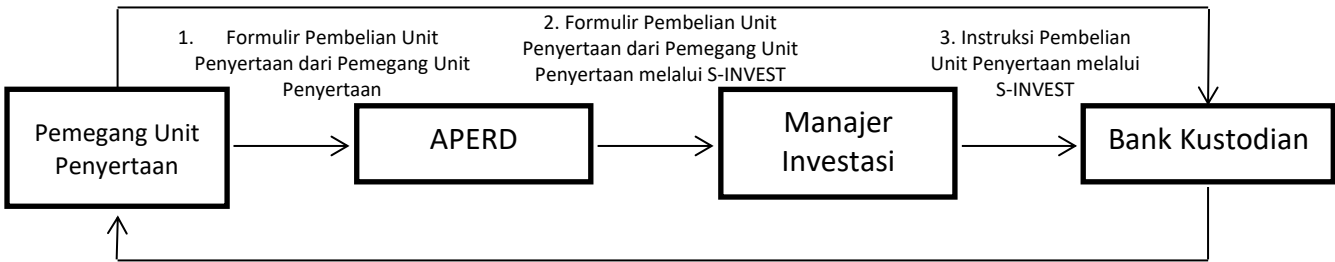 1. Formulir Pembelian Unit
Penyertaan dari Pemegang Unit
Penyertaan
2. Formulir Pembelian Unit
Penyertaan dari Pemegang Unit
Penyertaan melalui S-INVEST
3. Instruksi Pembelian
Unit Penyertaan melalui
S-INVEST
Pemegang Unit
Penyertaan
APERD
Manajer
Investasi
Bank Kustodian